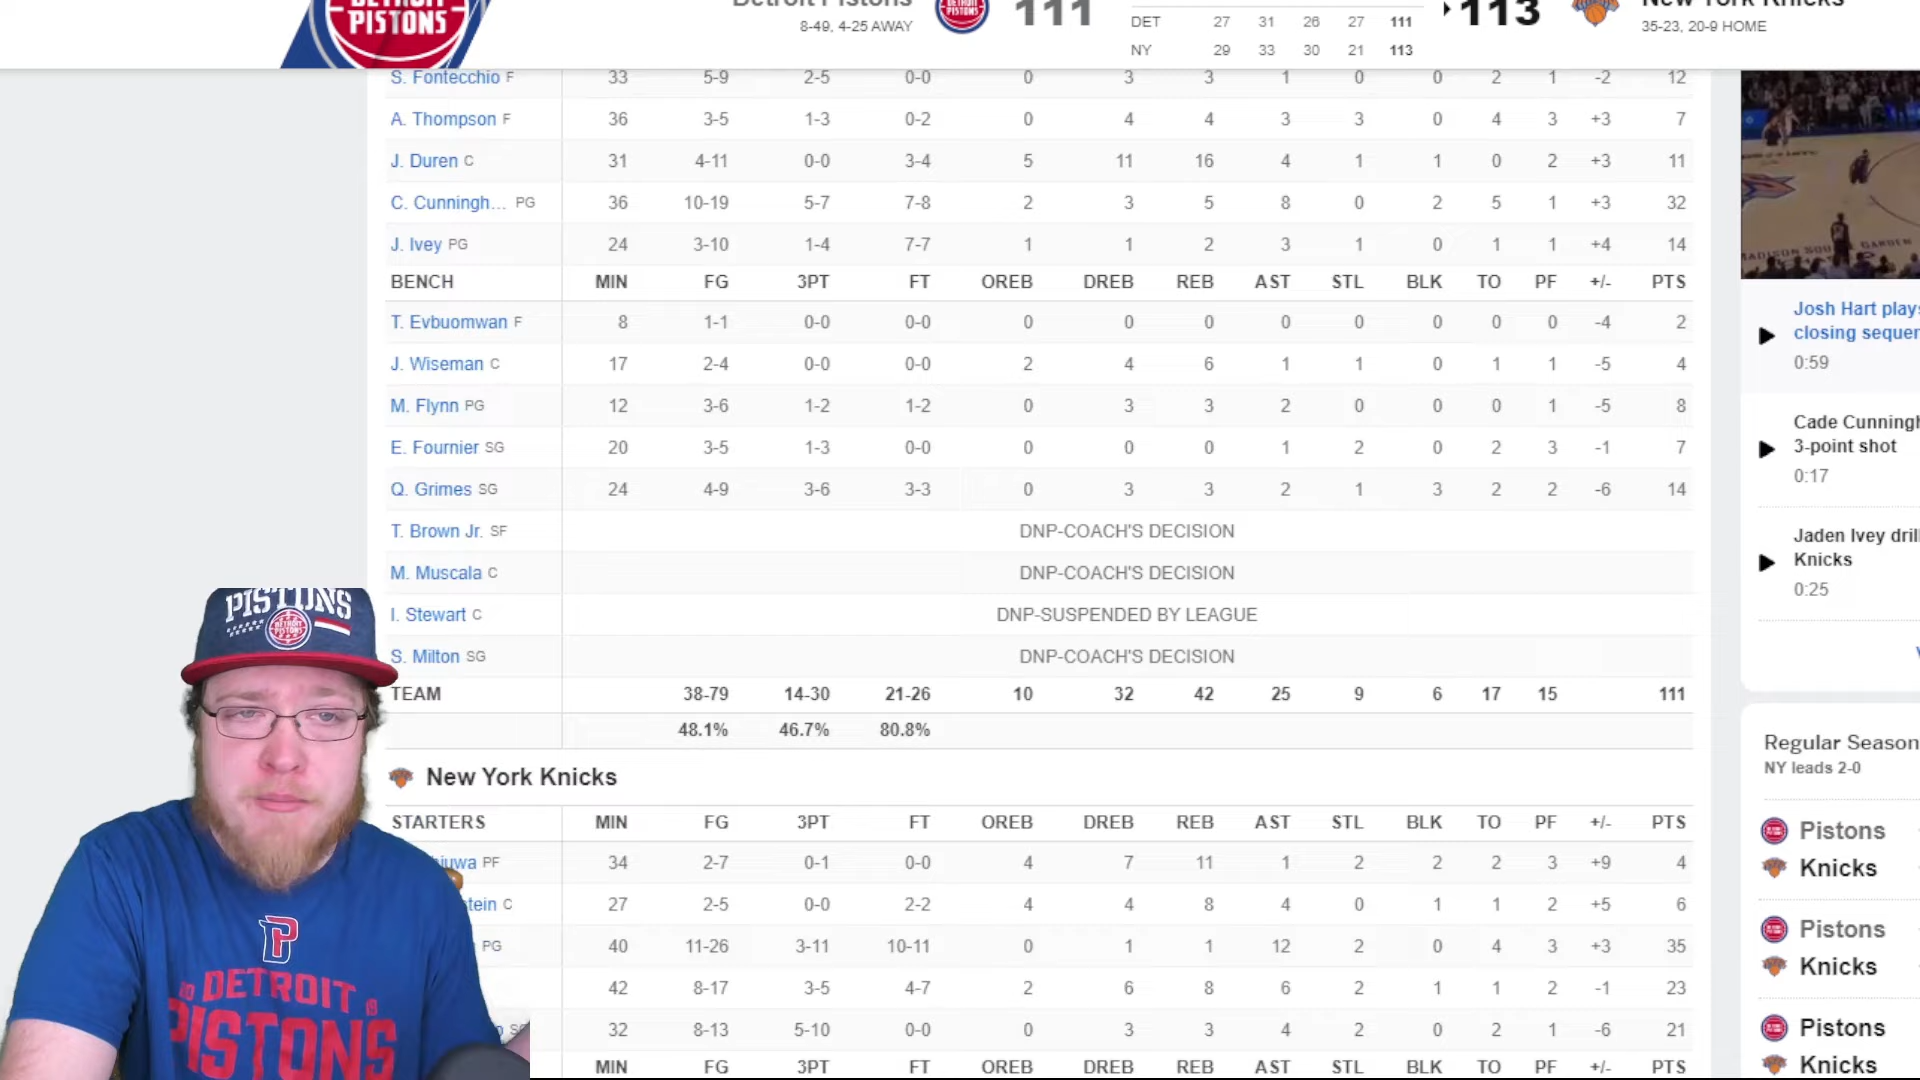 DETROIT
PISTONS
Detroit Pistons
8-49, 4-25 AWAY
111
DET 27 31 26 27 111
NY 29 33 30 21 113
113
New York Knicks
35-23, 20-9 HOME
S. Fontecchio F 33 5-9 2-5 0-0 0 3 3 1 0 0 2 1 -2 12
A. Thompson F 36 3-5 1-3 0-2 0 4 4 3 3 0 4 3 +3 7
J. Duren C 31 4-11 0-0 3-4 5 11 16 4 1 1 0 2 +3 11
C. Cunningh... PG 36 10-19 5-7 7-8 2 3 5 8 0 2 5 1 +3 32
J. Ivey PG 24 3-10 1-4 7-7 1 1 2 3 1 0 1 1 +4 14
BENCH MIN FG 3PT FT OREB DREB REB AST STL BLK TO PF +/- PTS
T. Evbuomwan F 8 1-1 0-0 0-0 0 0 0 0 0 0 0 0 -4 2
J. Wiseman C 17 2-4 0-0 0-0 2 4 6 1 1 0 1 1 -5 4
M. Flynn PG 12 3-6 1-2 1-2 0 3 3 2 0 0 0 1 -5 8
E. Fournier SG 20 3-5 1-3 0-0 0 0 0 1 2 0 2 3 -1 7
Q. Grimes SG 24 4-9 3-6 3-3 0 3 3 2 1 3 2 2 -6 14
T. Brown Jr. SF DNP-COACH'S DECISION
M. Muscala C DNP-COACH'S DECISION
I. Stewart C DNP-SUSPENDED BY LEAGUE
S. Milton SG DNP-COACH'S DECISION
TEAM 38-79 14-30 21-26 10 32 42 25 9 6 17 15 111
48.1% 46.7% 80.8%
New York Knicks
STARTERS MIN FG 3PT FT OREB DREB REB AST STL BLK TO PF +/- PTS
iuwa PF 34 2-7 0-1 0-0 4 7 11 1 2 2 2 3 +9 4
tein C 27 2-5 0-0 2-2 4 4 8 4 0 1 1 2 +5 6
PG 40 11-26 3-11 10-11 0 1 1 12 2 0 4 3 +3 35
42 8-17 3-5 4-7 2 6 8 6 2 1 1 2 -1 23
o SG 32 8-13 5-10 0-0 0 3 3 4 2 0 2 1 -6 21
MIN FG 3PT FT OREB DREB REB AST STL BLK TO PF +/- PTS
MADISON SQUARE GARDEN
Josh Hart plays
closing sequen
0:59
Cade Cunningh
3-point shot
0:17
Jaden Ivey dril
Knicks
0:25
Regular Season
NY leads 2-0
Pistons
Knicks
Pistons
Knicks
Pistons
Knicks
PISTONS
P
DETROIT
PISTONS